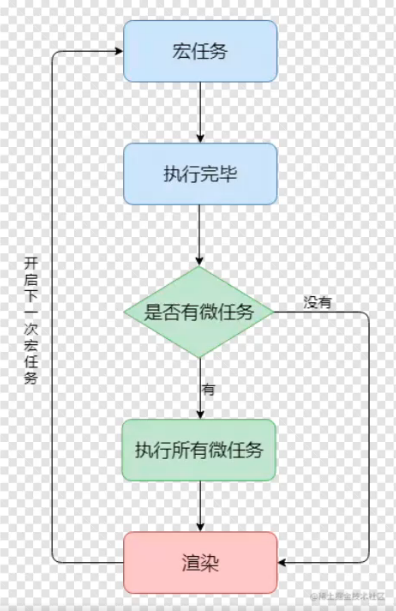 宏任务
执行完毕
是否有微任务
没有
有
执行所有微任务
渲染
开启下一次宏任务
@稀土掘金技术社区